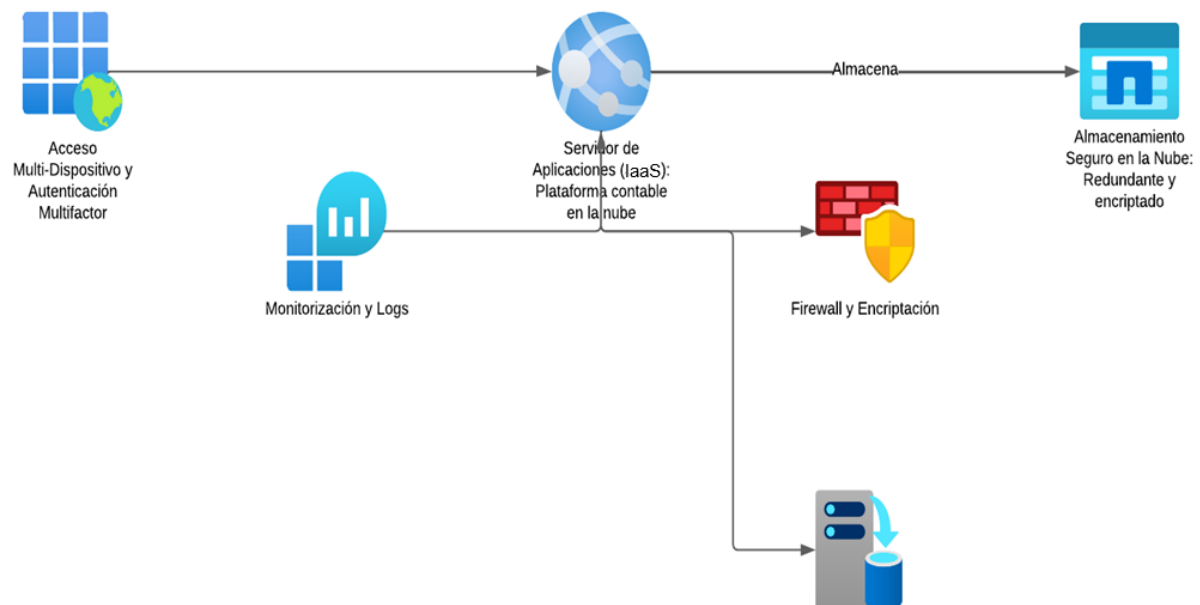 Almacena
Acceso
Multi-Dispositivo y
Autenticación
Multifactor
Servidor de
Aplicaciones (IaaS):
Plataforma contable
en la nube
Almacenamiento
Seguro en la Nube:
Redundante y
encriptado
Monitorización y Logs
Firewall y Encriptación